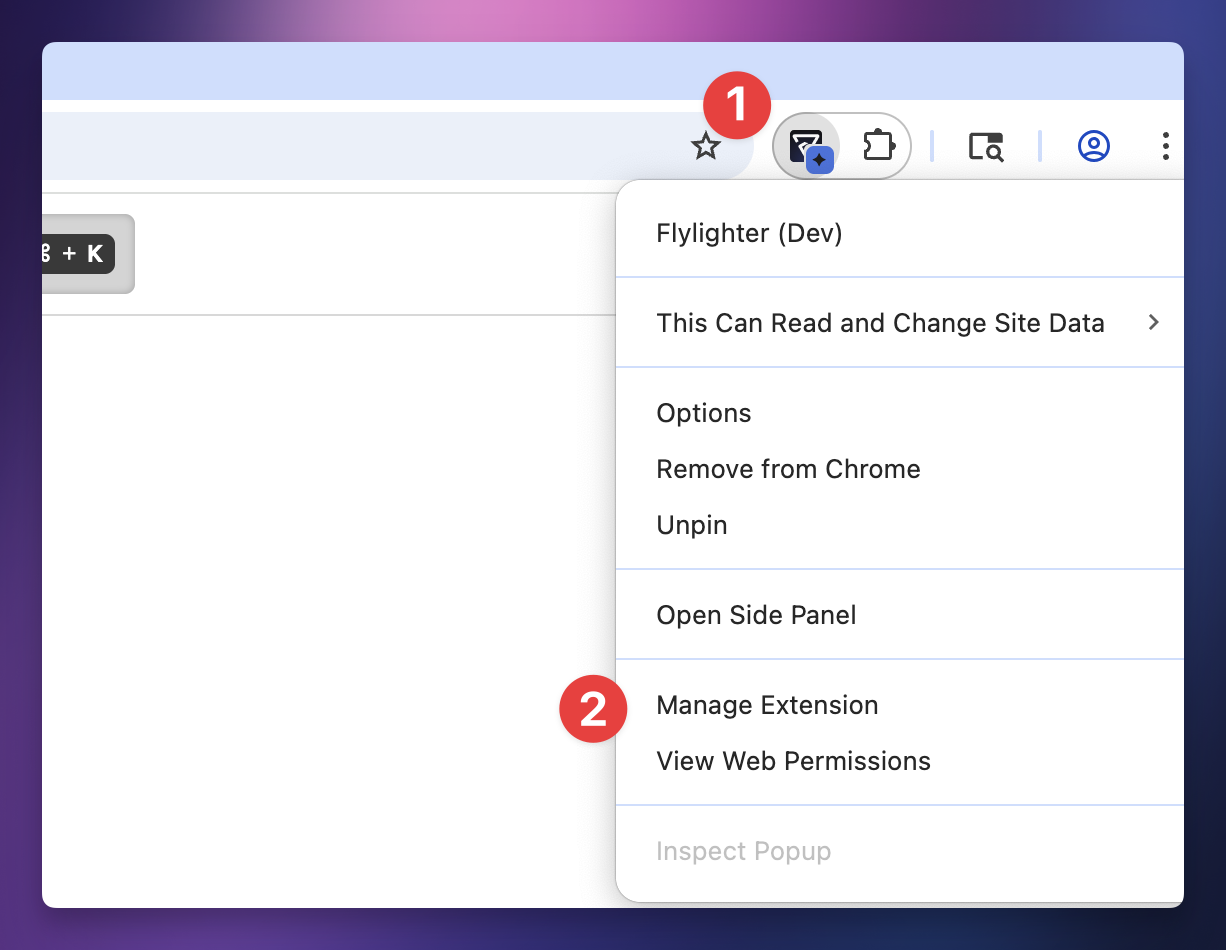 1
⌘ + K
Flylighter (Dev)
This Can Read and Change Site Data
Options
Remove from Chrome
Unpin
Open Side Panel
2
Manage Extension
View Web Permissions
Inspect Popup